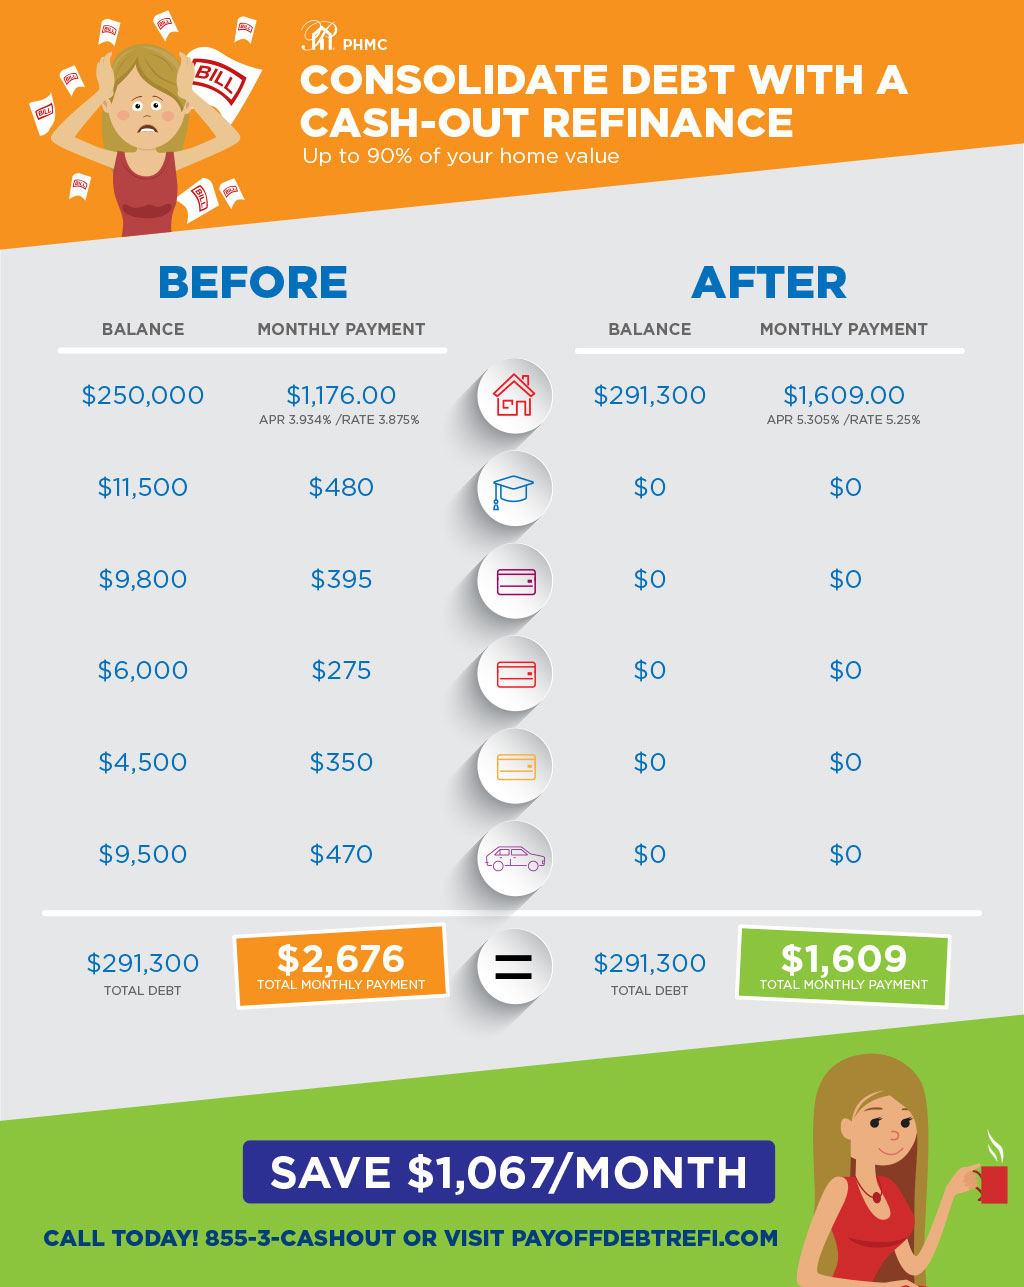 BILL
BILL
BILL
BILL
BILL
BILL
BILL
BILL
BILL
PHMC
CONSOLIDATE DEBT WITH A
CASH-OUT REFINANCE
Up to 90% of your home value
BEFORE AFTER
BALANCE MONTHLY PAYMENT BALANCE MONTHLY PAYMENT
$250,000 $1,176.00 $291,300 $1,609.00
APR 3.934% /RATE 3.875% APR 5.305% /RATE 5.25%
$11,500 $480 $0 $0
$9,800 $395 $0 $0
$6,000 $275 $0 $0
$4,500 $350 $0 $0
$9,500 $470 $0 $0
$291,300 $2,676 = $291,300 $1,609
TOTAL DEBT TOTAL MONTHLY PAYMENT TOTAL DEBT TOTAL MONTHLY PAYMENT
SAVE $1,067/MONTH
CALL TODAY! 855-3-CASHOUT OR VISIT PAYOFFDEBTREFI.COM